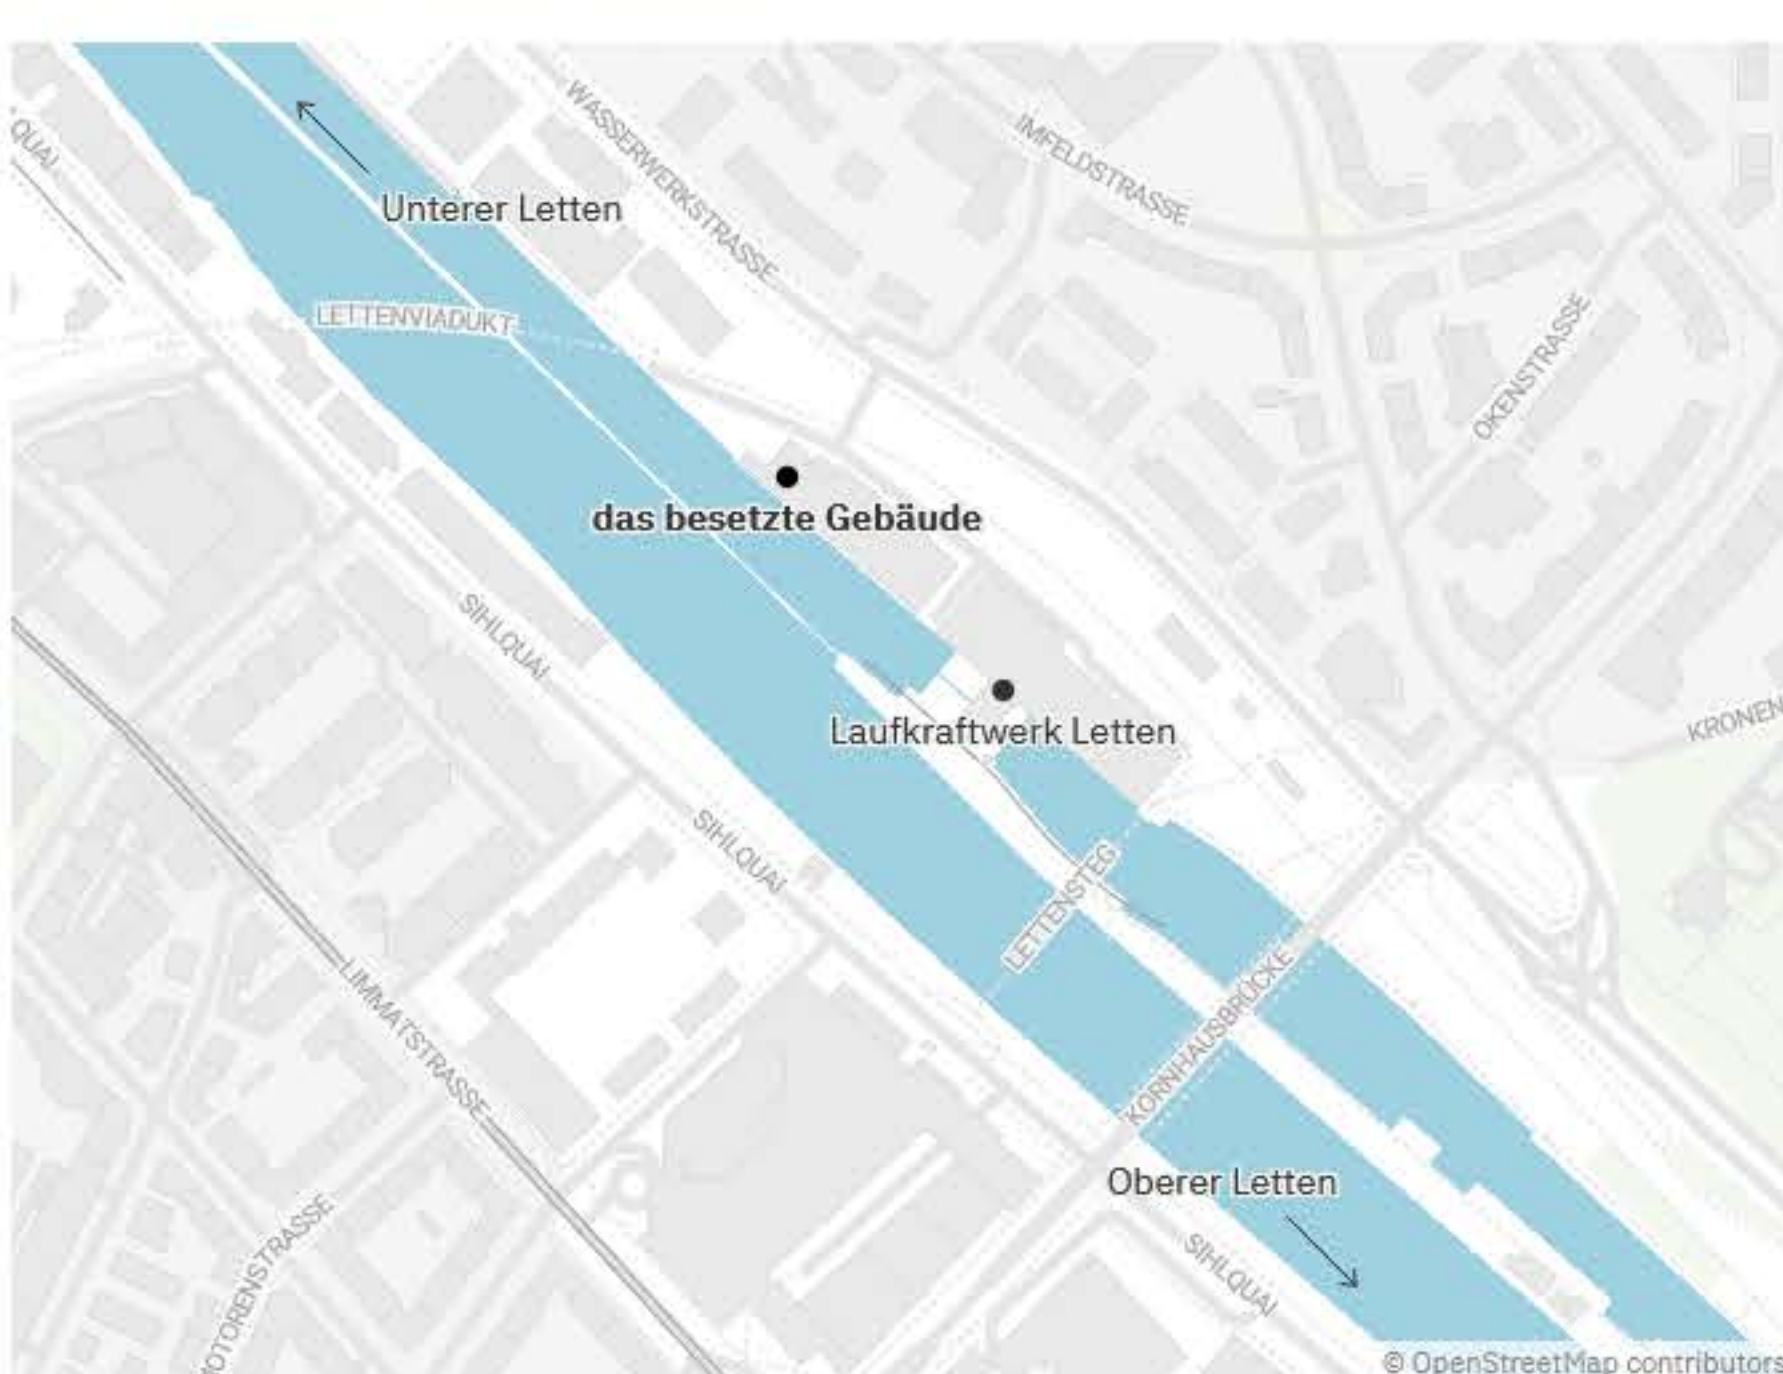 WASSERWERKSTRASSE
IMFELDSTRASSE
QUAI
Unterer Letten
LETTENVIADUKT
OKENSTRASSE
das besetzte Gebäude
SIHLQUAI
KRONEN
Laufkraftwerk Letten
SIHLQUAI
LETTENSTEG
LIMMATSTRASSE
KORNHAUSBRÜCKE
Oberer Letten
SIHLQUAI
MOTORENSTRASSE
© OpenStreetMap contributors